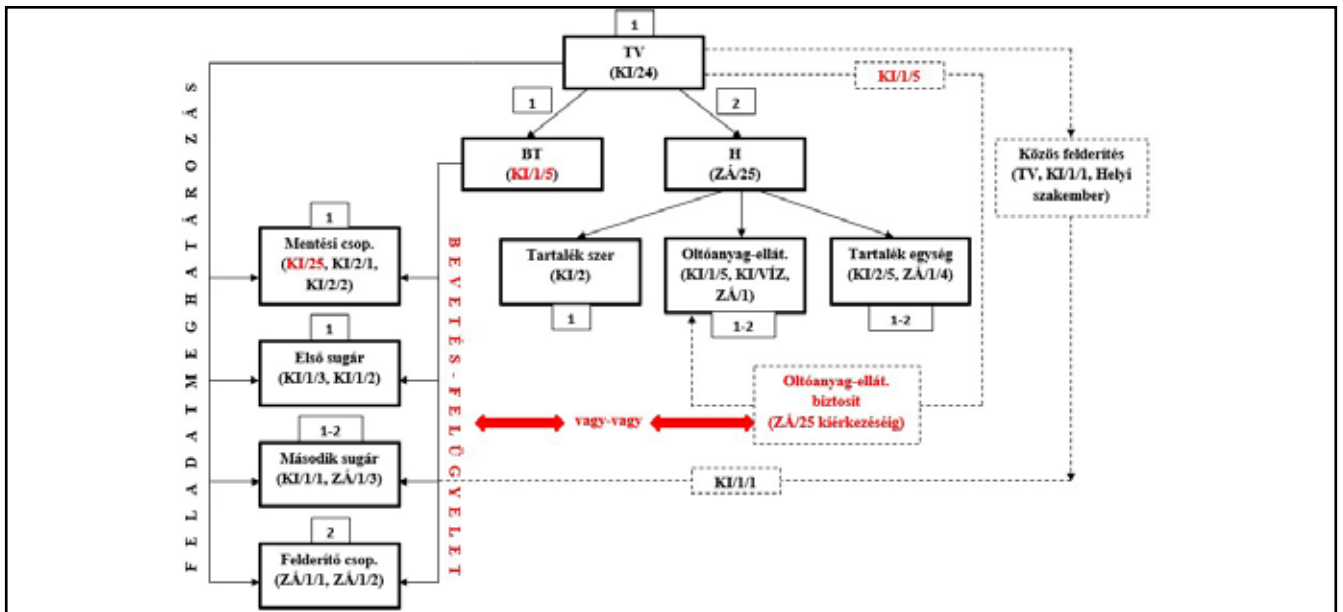 1
TV
(KI/24)
KI/1/5
1
2
BT
(KI/1/5)
H
(ZÁ/25)
Közös felderítés
(TV, KI/1/1, Helyi
szakember)
FELADATMEGHATÁROZÁS
1
Mentési csop.
(KI/25, KI/2/1,
KI/2/2)
BEVETÉS-FELÜGYELET
Tartalék szer
(KI/2)
1
Oltóanyag-ellát.
(KI/1/5, KI/VÍZ,
ZÁ/1)
1-2
Tartalék egység
(KI/2/5, ZÁ/1/4)
1-2
1
Első sugár
(KI/1/3, KI/1/2)
Oltóanyag-ellát.
biztosít
(ZÁ/25 kiérkezéséig)
vagy-vagy
1-2
Második sugár
(KI/1/1, ZÁ/1/3)
KI/1/1
2
Felderítő csop.
(ZÁ/1/1, ZÁ/1/2)